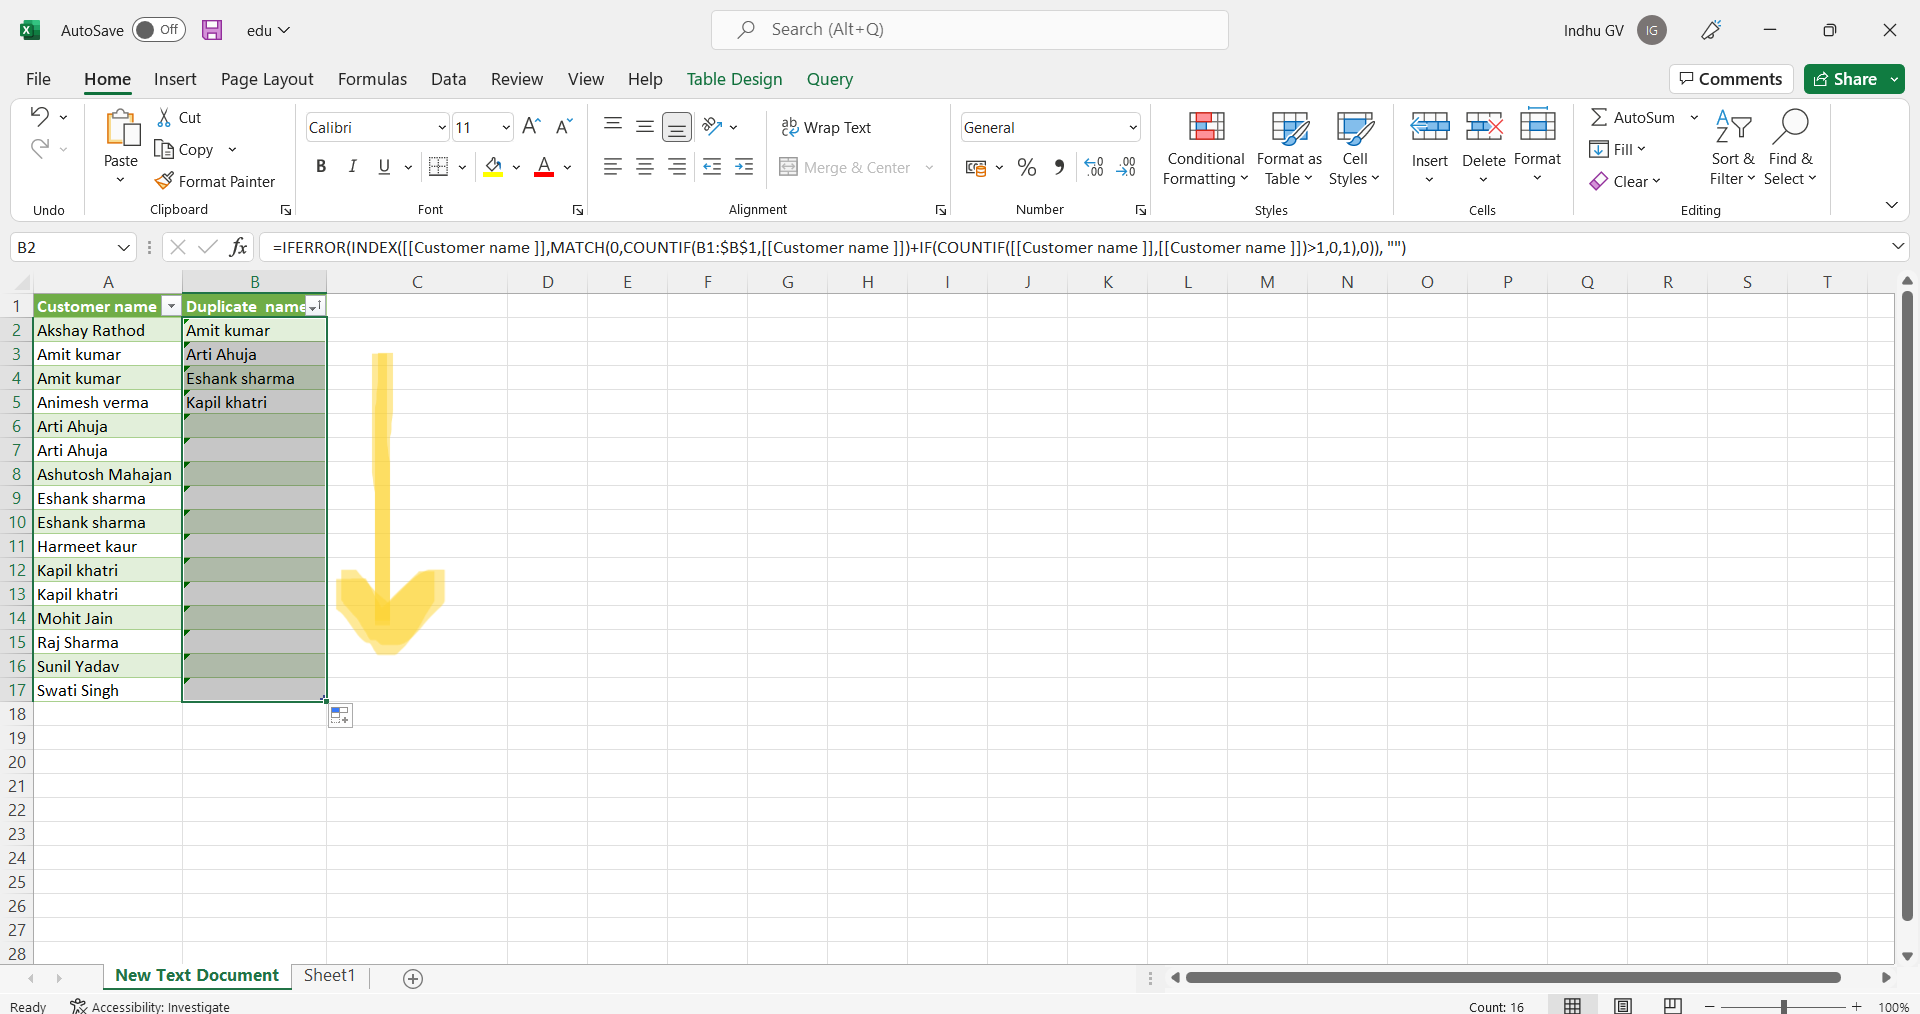 AutoSave Off edu Search (Alt+Q) Indhu GV IG
File Home Insert Page Layout Formulas Data Review View Help Table Design Query Comments Share
Paste Cut Copy Format Painter
Undo Clipboard
Calibri 11
B I U A
Font
ab Wrap Text
Merge & Center
Alignment
General
% 9 .00 .0
Number
Conditional Formatting Format as Table Cell Styles
Styles
Insert Delete Format
Cells
AutoSum Fill Clear Sort & Filter Find & Select
Editing
B2 fx =IFERROR(INDEX([[Customer name ]],MATCH(0,COUNTIF(B1:$B$1,[[Customer name ]])+IF(COUNTIF([[Customer name ]],[[Customer name ]])>1,0,1),0)), "")
A B C D E F G H I J K L M N O P Q R S T
1 Customer name Duplicate name
2 Akshay Rathod Amit kumar
3 Amit kumar Arti Ahuja
4 Amit kumar Eshank sharma
5 Animesh verma Kapil khatri
6 Arti Ahuja
7 Arti Ahuja
8 Ashutosh Mahajan
9 Eshank sharma
10 Eshank sharma
11 Harmeet kaur
12 Kapil khatri
13 Kapil khatri
14 Mohit Jain
15 Raj Sharma
16 Sunil Yadav
17 Swati Singh
18
19
20
21
22
23
24
25
26
27
28
New Text Document Sheet1
Ready Accessibility: Investigate Count: 16 100%